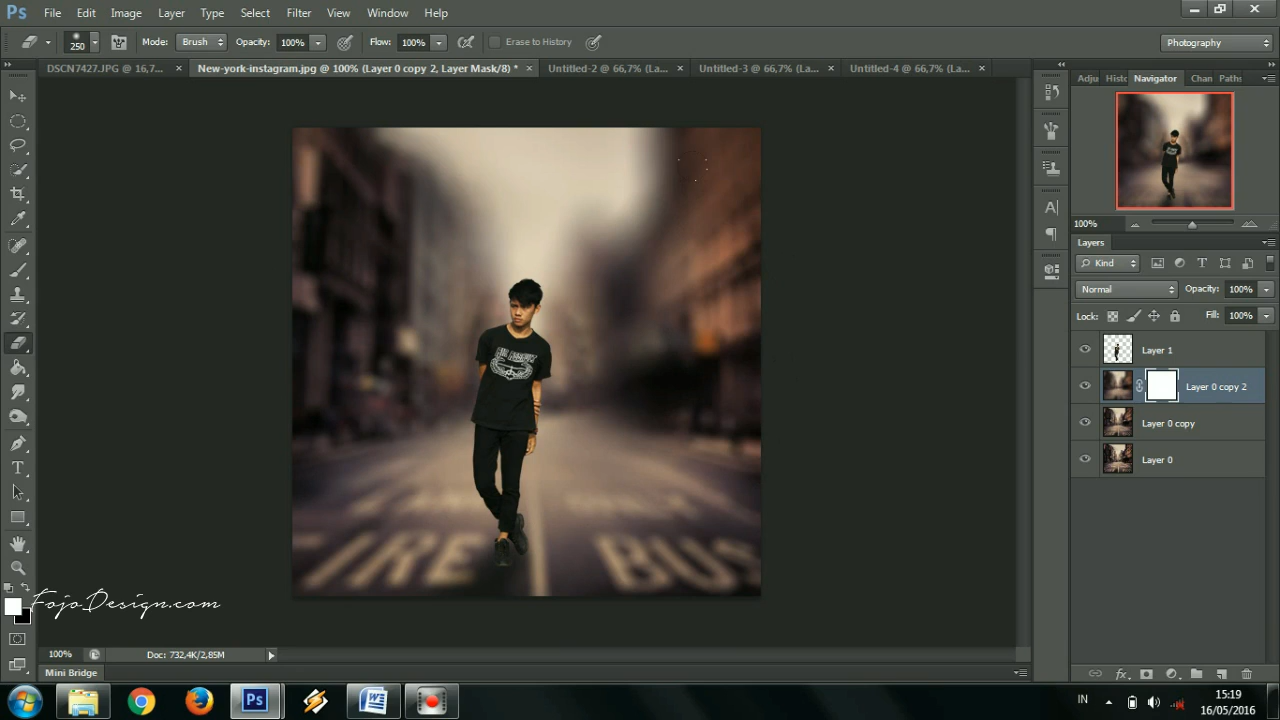 Ps File Edit Image Layer Type Select Filter View Window Help
250 Mode: Brush Opacity: 100% Flow: 100% Erase to History Photography
DSCN7427.JPG @ 16,7... × New-york-instagram.jpg @ 100% (Layer 0 copy 2, Layer Mask/8) * × Untitled-2 @ 66,7% (La... × Untitled-3 @ 66,7% (La... × Untitled-4 @ 66,7% (La... ×
Adju Histo Navigator Chan Paths
100%
Layers
Kind
Normal Opacity: 100%
Lock: Fill: 100%
Layer 1
Layer 0 copy 2
Layer 0 copy
Layer 0
FIRE BUS
FojoDesign.com
100% Doc: 732,4K/2,85M
Mini Bridge
Ps IN 15:19
16/05/2016